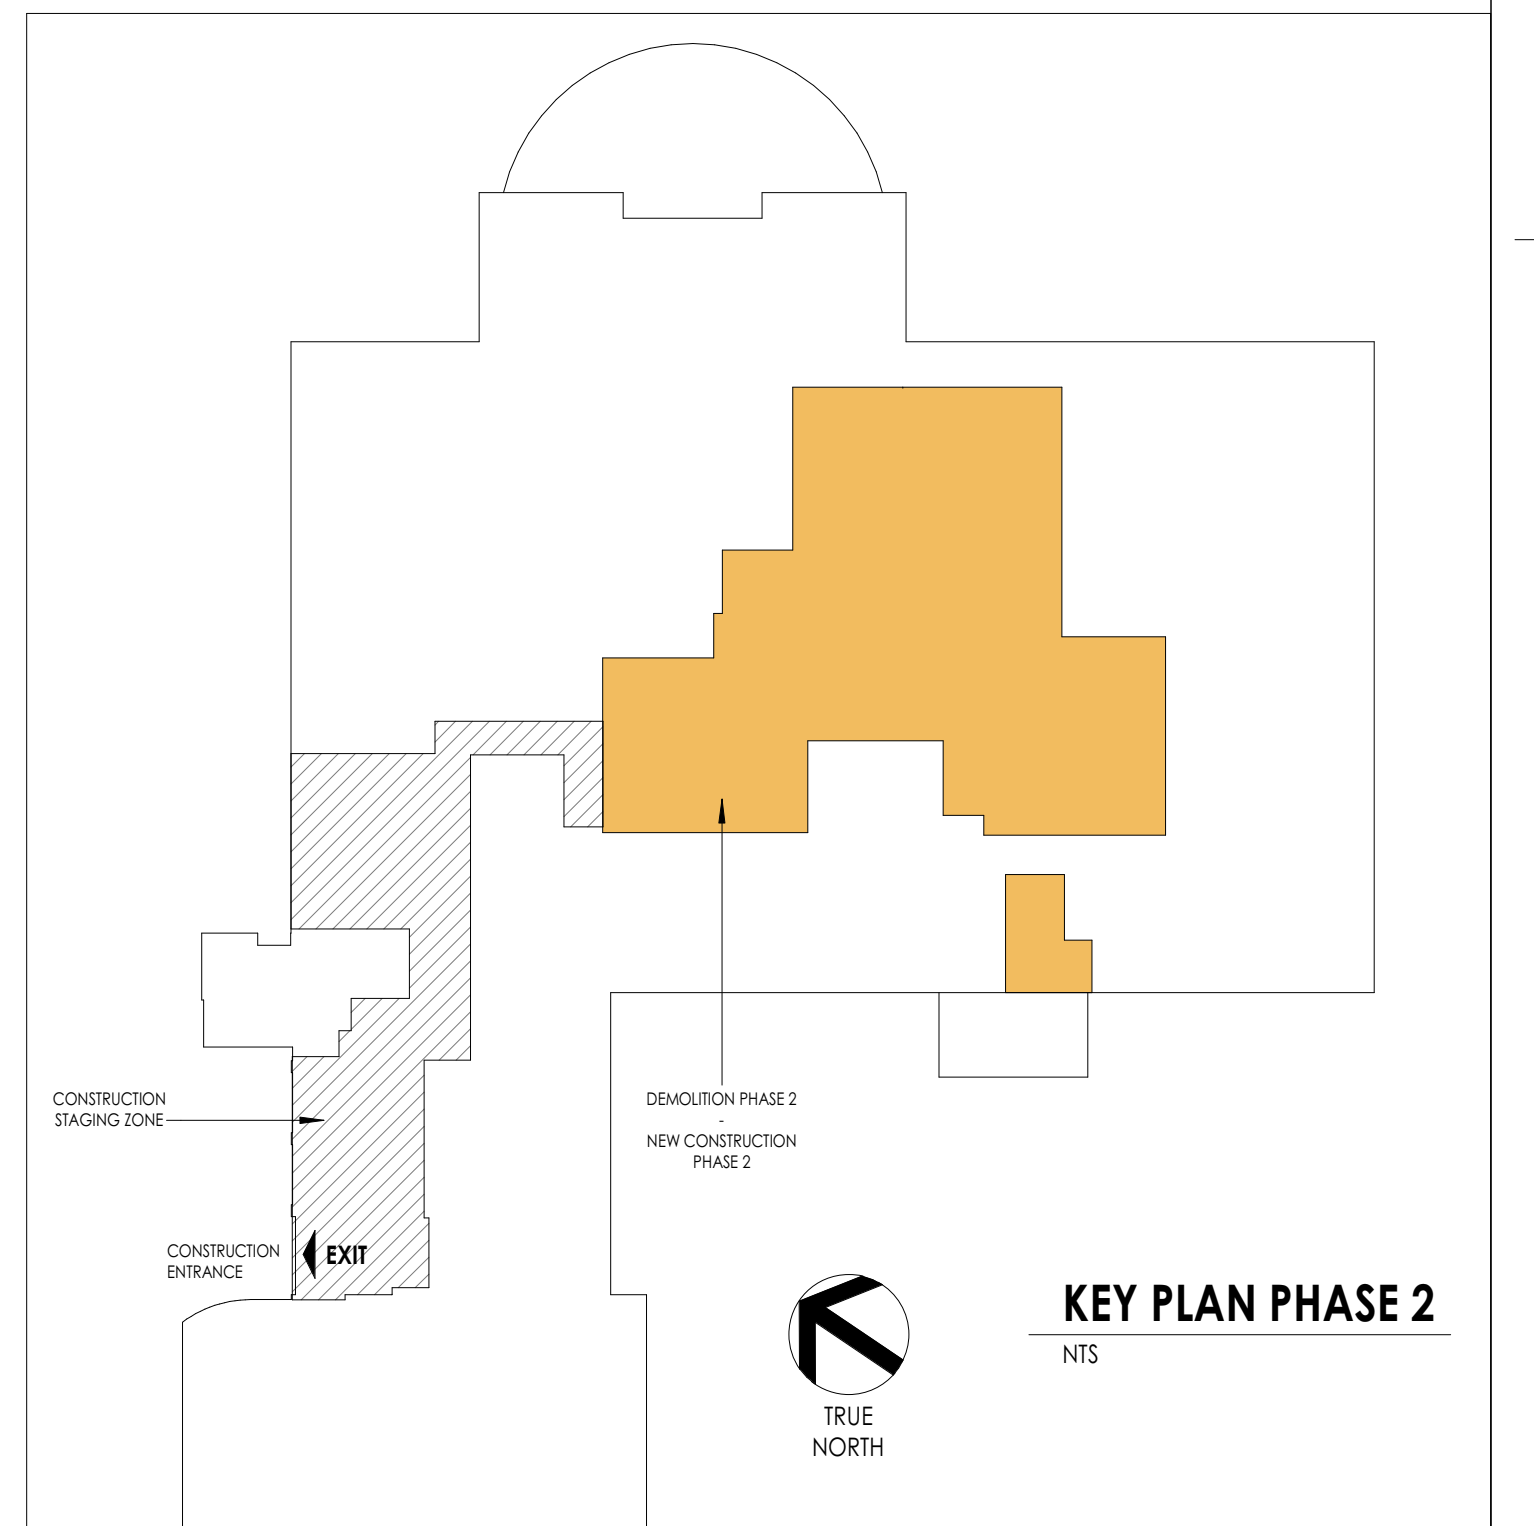 CONSTRUCTION
STAGING ZONE
DEMOLITION PHASE 2
-
NEW CONSTRUCTION
PHASE 2
CONSTRUCTION
ENTRANCE
EXIT
TRUE
NORTH
KEY PLAN PHASE 2
NTS